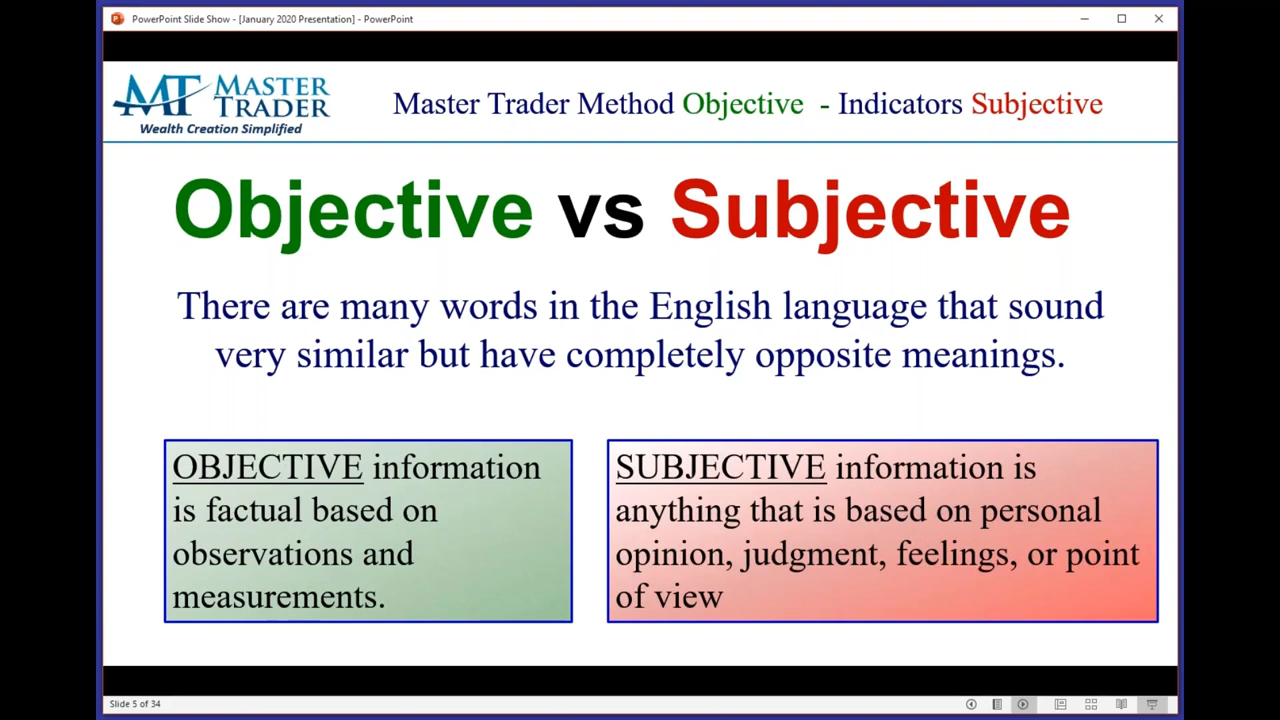 PowerPoint Slide Show - [January 2020 Presentation] - PowerPoint
MT MASTER
TRADER
Wealth Creation Simplified
Master Trader Method Objective - Indicators Subjective
Objective vs Subjective
There are many words in the English language that sound
very similar but have completely opposite meanings.
OBJECTIVE information
is factual based on
observations and
measurements.
SUBJECTIVE information is
anything that is based on personal
opinion, judgment, feelings, or point
of view
Slide 5 of 34